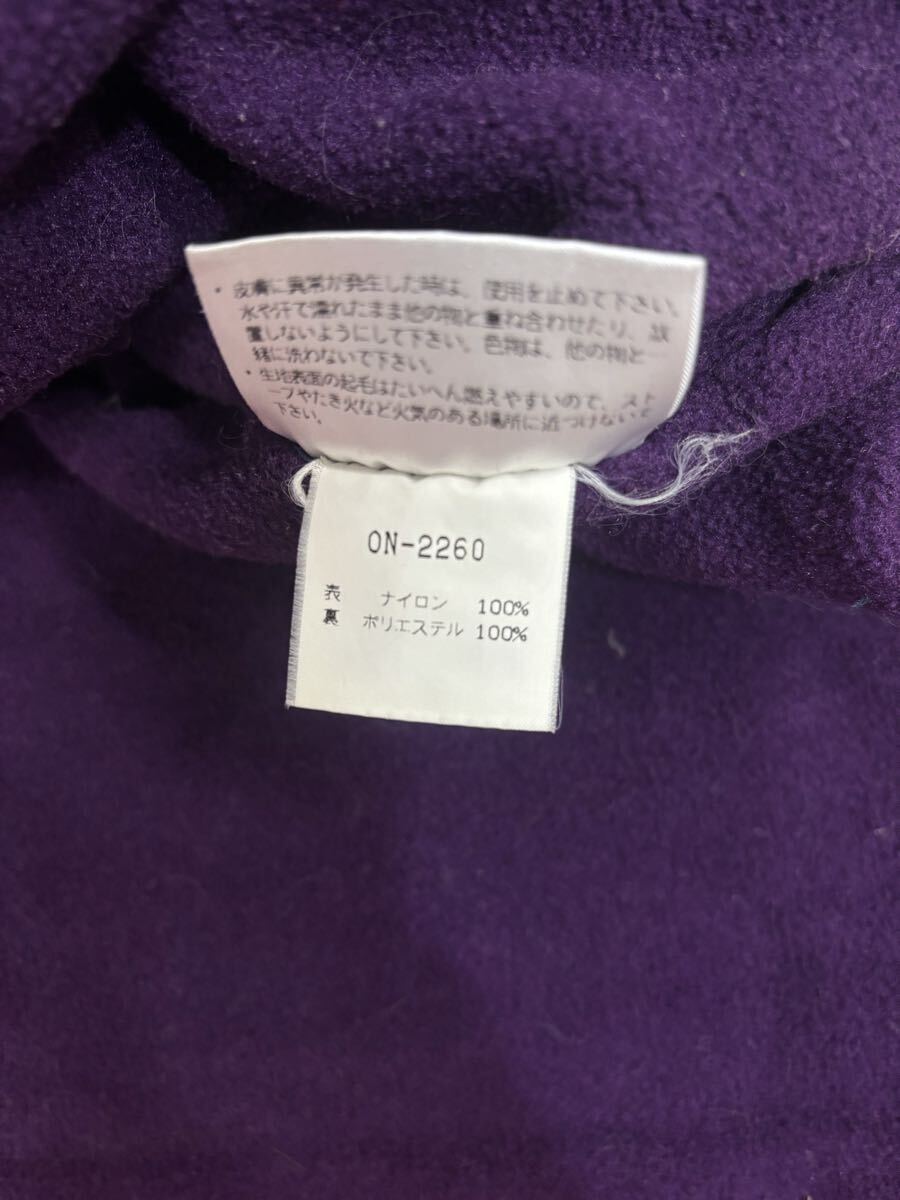 ・皮膚に異常が発生した時は、使用を止めて下さい。
水や汗で濡れたまま他の物と重ね合わせたり、放
置しないようにして下さい。色物は、他の物と一
緒に洗わないで下さい。
・生地表面の起毛はたいへん燃えやすいので、スト
ーブやたき火など火気のある場所に近づけないで
下さい。
ON-2260
表 ナイロン 100%
裏 ポリエステル 100%